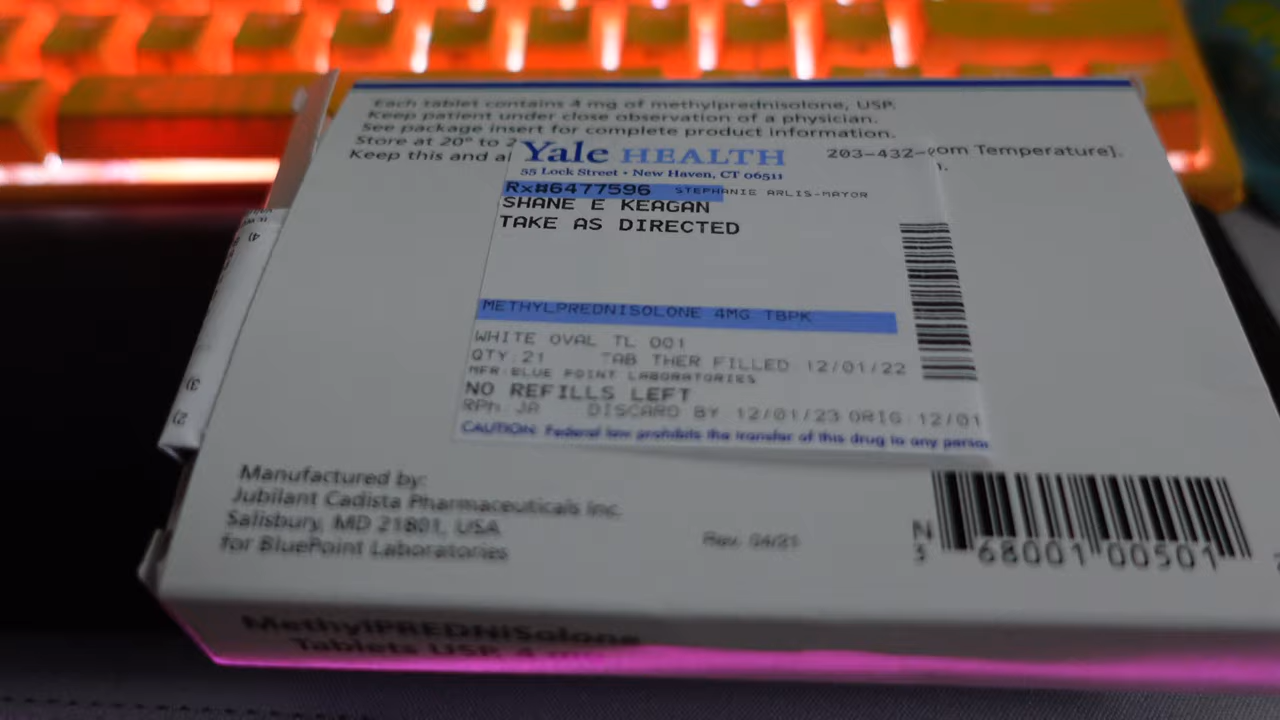 Each tablet contains 4 mg of methylprednisolone, USP.
Keep patient under close observation of a physician.
See package insert for complete product information.
Store at 20° to 2
om Temperature].
Keep this and al
Yale HEALTH
203-432-
55 Lock Street • New Haven, CT 06511
Rx#6477596 STEPHANIE ARLIS-MAYOR
SHANE E KEAGAN
TAKE AS DIRECTED
METHYLPREDNISOLONE 4MG TBPK
WHITE OVAL TL 001
QTY:21 TAB THER FILLED 12/01/22
MFR:BLUE POINT LABORATORIES
NO REFILLS LEFT
RPh: JA DISCARD BY 12/01/23 ORIG:12/01
CAUTION: Federal law prohibits the transfer of this drug to any person
Manufactured by:
Jubilant Cadista Pharmaceuticals Inc.
Salisbury, MD 21801, USA
for BluePoint Laboratories
Rev. 04/21
N
3
68001 00501
MethylPREDNISolone
Tablets USP, 4 mg
4)
3)
2)